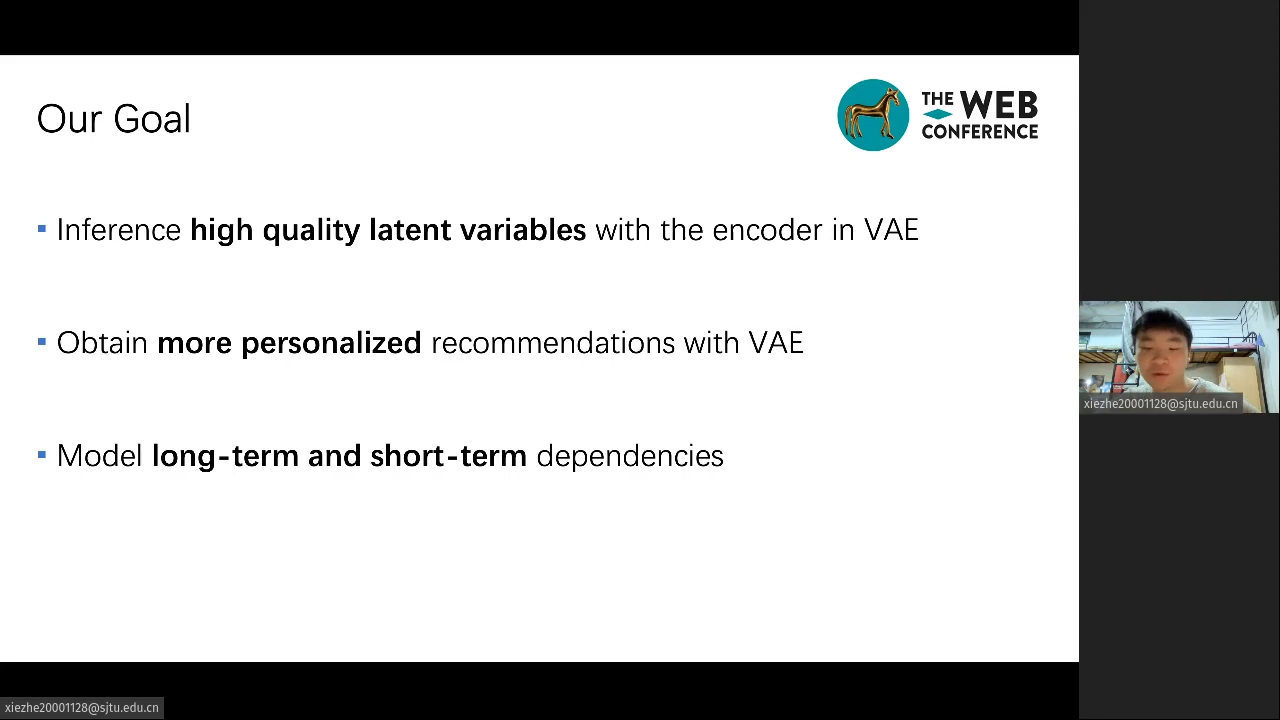 Our Goal
THE WEB
CONFERENCE
▪ Inference high quality latent variables with the encoder in VAE
▪ Obtain more personalized recommendations with VAE
▪ Model long-term and short-term dependencies
xiezhe20001128@sjtu.edu.cn
xiezhe20001128@sjtu.edu.cn